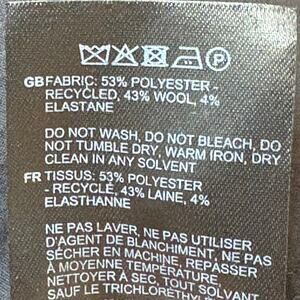 GB FABRIC: 53% POLYESTER -
RECYCLED, 43% WOOL, 4%
ELASTANE
DO NOT WASH, DO NOT BLEACH, DO
NOT TUMBLE DRY, WARM IRON, DRY
CLEAN IN ANY SOLVENT
FR TISSUS: 53% POLYESTER
- RECYCLÉ, 43% LAINE, 4%
ELASTHANNE
NE PAS LAVER, NE PAS UTILISER
D'AGENT DE BLANCHIMENT, NE PAS
SÉCHER EN MACHINE, REPASSER
À MOYENNE TEMPÉRATURE,
NETTOYER À SEC, TOUT SOLVANT
SAUF LE